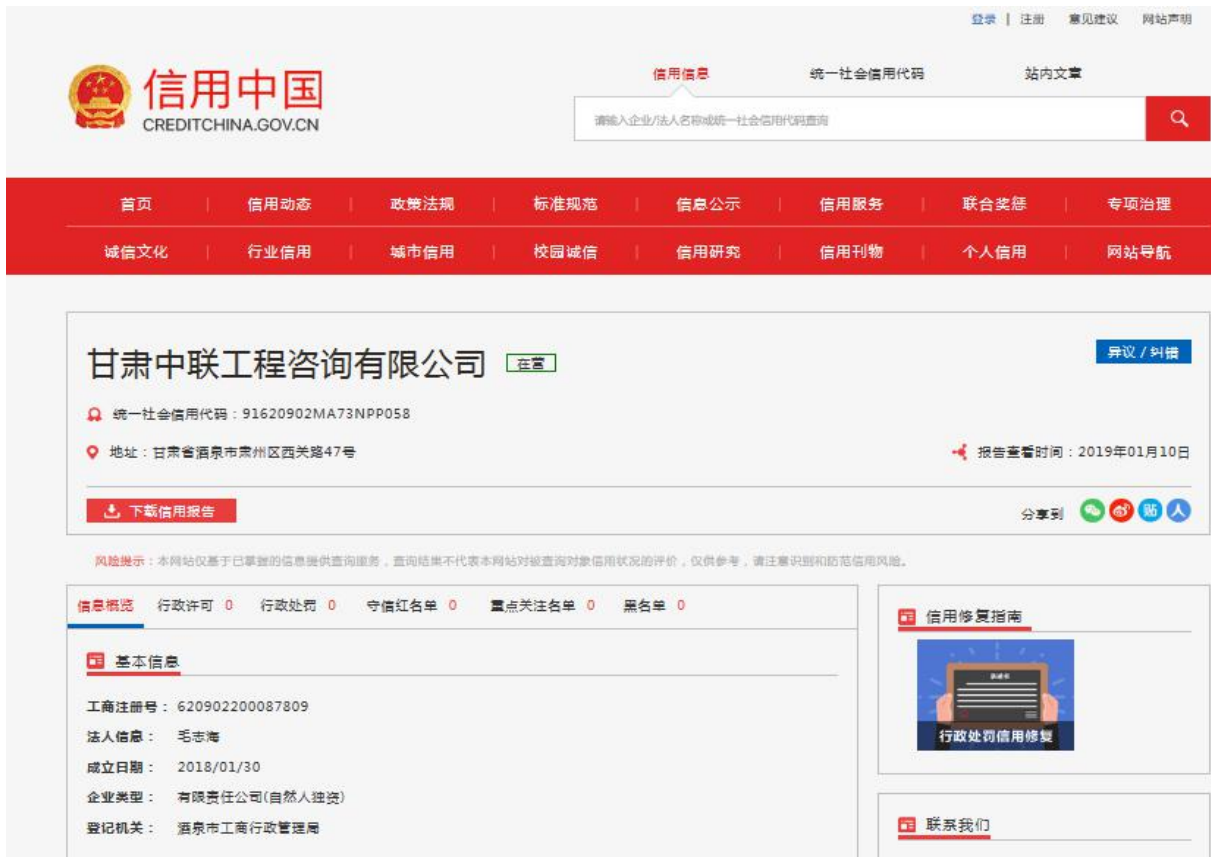 登录 | 注册 意见建议 网站声明
信用中国
CREDITCHINA.GOV.CN
信用信息 统一社会信用代码 站内文章
请输入企业/法人名称或统一社会信用代码查询
首页 | 信用动态 | 政策法规 | 标准规范 | 信息公示 | 信用服务 | 联合奖惩 | 专项治理
诚信文化 | 行业信用 | 城市信用 | 校园诚信 | 信用研究 | 信用刊物 | 个人信用 | 网站导航
甘肃中联工程咨询有限公司 在营
异议 / 纠错
统一社会信用代码：91620902MA73NPP058
地址：甘肃省酒泉市肃州区西关路47号
报告查看时间：2019年01月10日
下载信用报告
分享到 贴 人
风险提示：本网站仅基于已掌握的信息提供查询服务，查询结果不代表本网站对被查询对象信用状况的评价，仅供参考，请注意识别和防范信用风险。
信息概览 行政许可 0 行政处罚 0 守信红名单 0 重点关注名单 0 黑名单 0
基本信息
工商注册号： 620902200087809
法人信息： 毛志海
成立日期： 2018/01/30
企业类型： 有限责任公司(自然人独资)
登记机关： 酒泉市工商行政管理局
信用修复指南
行政处罚信用修复
联系我们